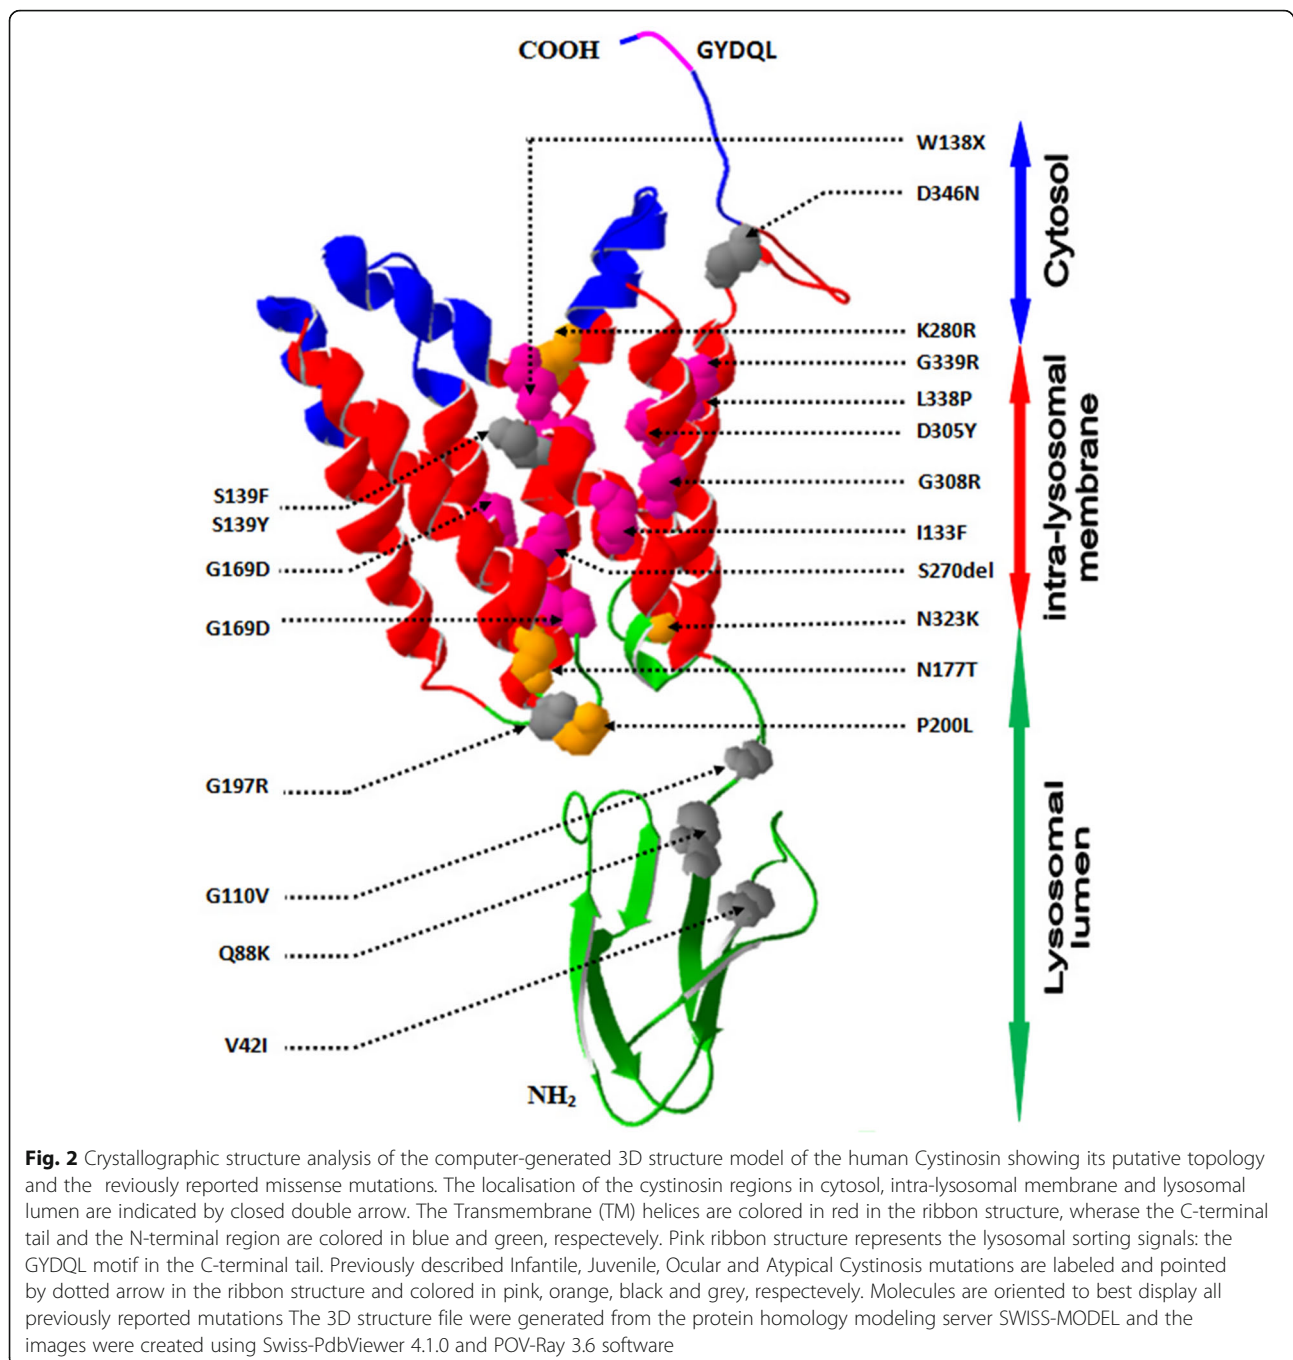 COOH
GYDQL
W138X
D346N
K280R
G339R
L338P
D305Y
G308R
I133F
S270del
N323K
N177T
P200L
S139F
S139Y
G169D
G169D
G197R
G110V
Q88K
V42I
NH2
Cytosol
intra-lysosomal
membrane
Lysosomal
lumen
Fig. 2 Crystallographic structure analysis of the computer-generated 3D structure model of the human Cystinosin showing its putative topology
and the reviously reported missense mutations. The localisation of the cystinosin regions in cytosol, intra-lysosomal membrane and lysosomal
lumen are indicated by closed double arrow. The Transmembrane (TM) helices are colored in red in the ribbon structure, wherase the C-terminal
tail and the N-terminal region are colored in blue and green, respectevely. Pink ribbon structure represents the lysosomal sorting signals: the
GYDQL motif in the C-terminal tail. Previously described Infantile, Juvenile, Ocular and Atypical Cystinosis mutations are labeled and pointed
by dotted arrow in the ribbon structure and colored in pink, orange, black and grey, respectevely. Molecules are oriented to best display all
previously reported mutations The 3D structure file were generated from the protein homology modeling server SWISS-MODEL and the
images were created using Swiss-PdbViewer 4.1.0 and POV-Ray 3.6 software